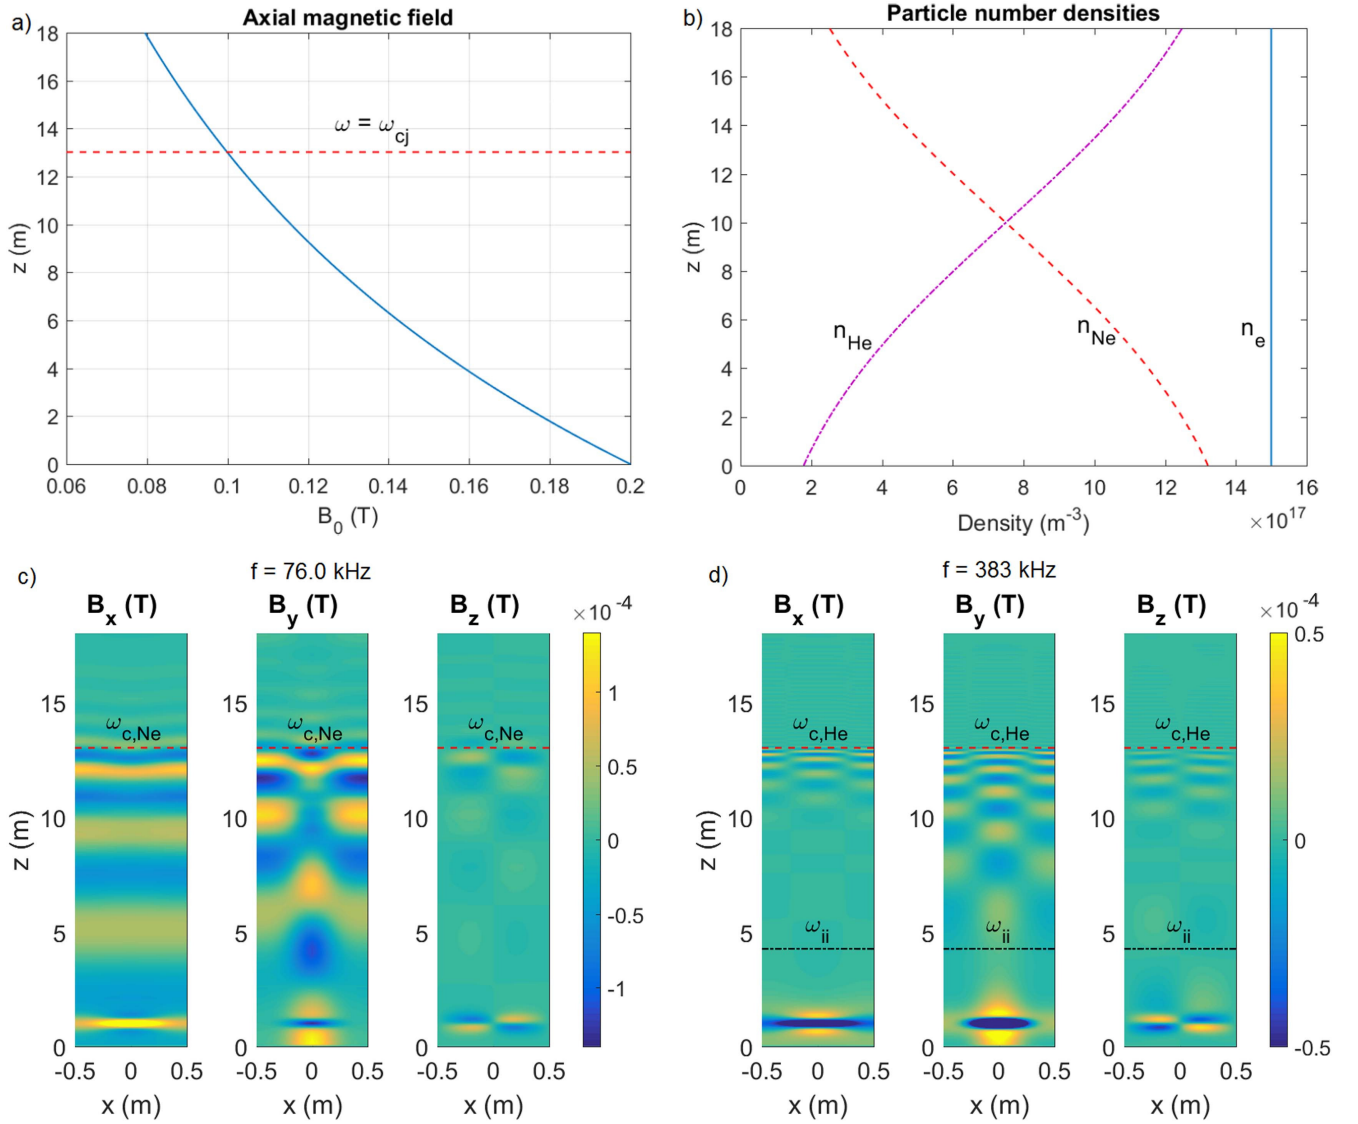 a)
Axial magnetic field
18
16
14
12
10
8
6
4
2
0
z (m)
ω = ω_cj
0.06 0.08 0.1 0.12 0.14 0.16 0.18 0.2
B_0 (T)
b)
Particle number densities
18
16
14
12
10
8
6
4
2
0
z (m)
n_He
n_Ne
n_e
0 2 4 6 8 10 12 14 16
Density (m^-3)
×10^17
c)
f = 76.0 kHz
B_x (T) B_y (T) B_z (T)
×10^-4
15 15 15
10 10 10
5 5 5
0 0 0
z (m)
ω_c,Ne ω_c,Ne ω_c,Ne
1
0.5
0
-0.5
-1
-0.5 0 0.5 -0.5 0 0.5 -0.5 0 0.5
x (m) x (m) x (m)
d)
f = 383 kHz
B_x (T) B_y (T) B_z (T)
×10^-4
15 15 15
10 10 10
5 5 5
0 0 0
z (m)
ω_c,He ω_c,He ω_c,He
ω_ii ω_ii ω_ii
0.5
0
-0.5
-0.5 0 0.5 -0.5 0 0.5 -0.5 0 0.5
x (m) x (m) x (m)